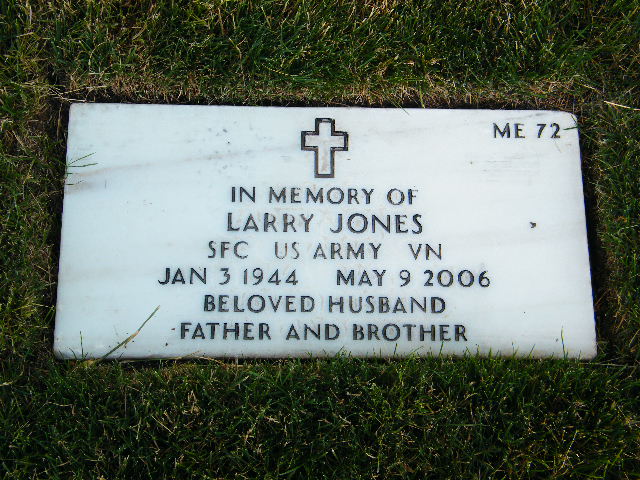 ME 72
IN MEMORY OF
LARRY JONES
SFC US ARMY VN
JAN 3 1944 MAY 9 2006
BELOVED HUSBAND
FATHER AND BROTHER